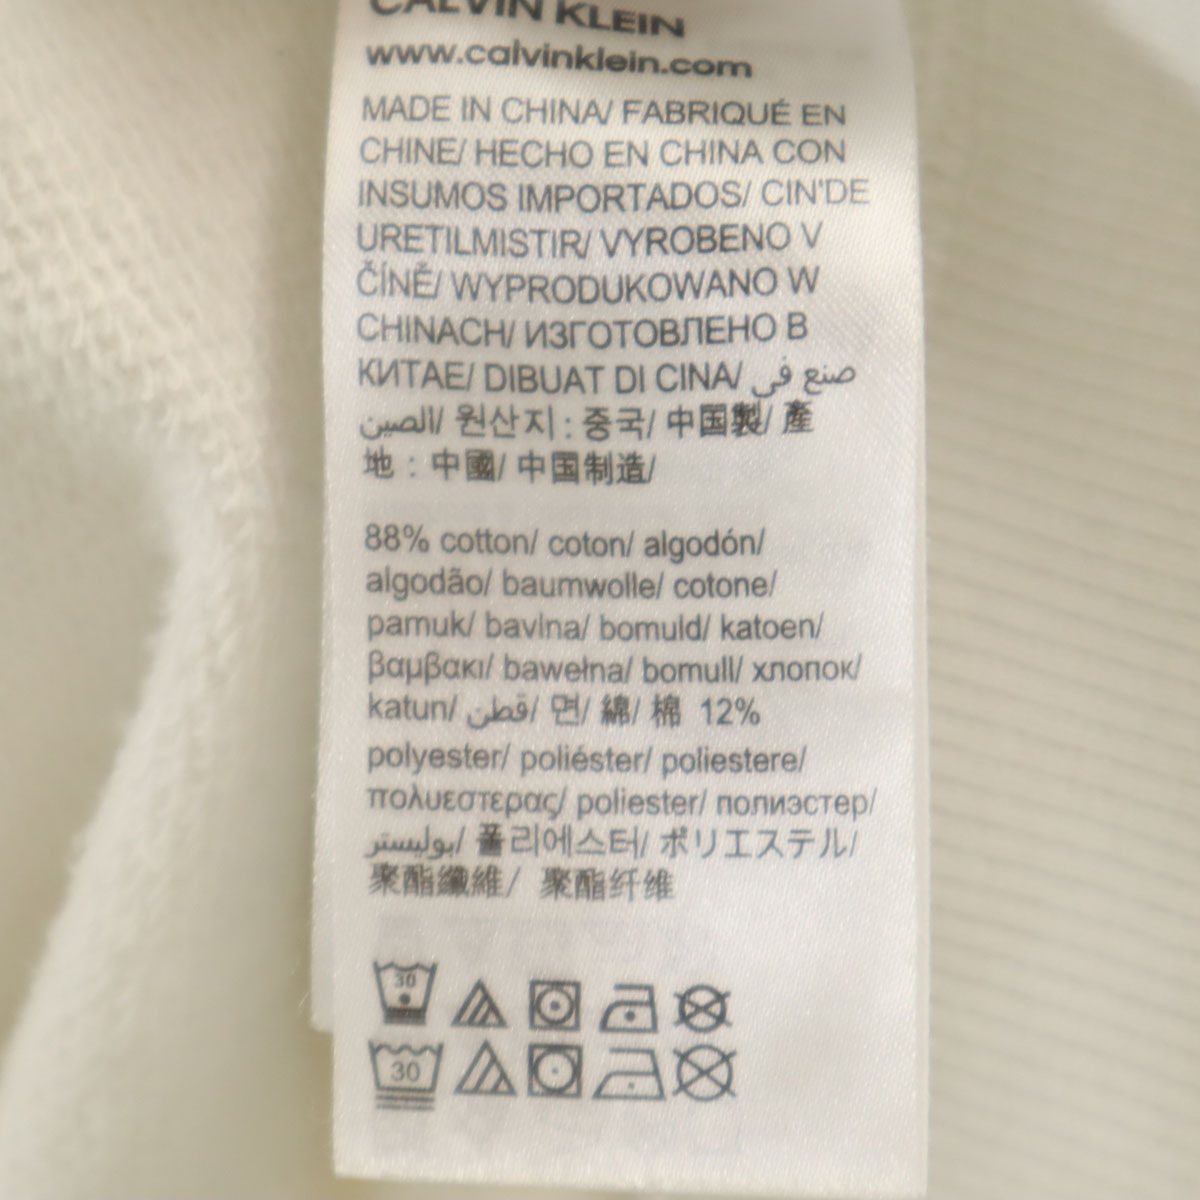 CALVIN KLEIN
www.calvinklein.com
MADE IN CHINA/ FABRIQUÉ EN
CHINE/ HECHO EN CHINA CON
INSUMOS IMPORTADOS/ CIN'DE
URETILMISTIR/ VYROBENO V
ČÍNĚ/ WYPRODUKOWANO W
CHINACH/ ИЗГОТОВЛЕНО В
КИТАЕ/ DIBUAT DI CINA/ صنع في
الصين/ 원산지 : 중국/ 中国製/ 產
地 : 中國/ 中国制造/
88% cotton/ coton/ algodón/
algodão/ baumwolle/ cotone/
pamuk/ bavlna/ bomuld/ katoen/
βαμβακι/ bawełna/ bomull/ хлопок/
katun/ قطن/ 면/ 綿/ 棉 12%
polyester/ poliéster/ poliestere/
πολυεστερας/ poliester/ полиэстер/
بوليستر/ 폴리에스터/ ポリエステル/
聚酯纖維/ 聚酯纤维
30
30